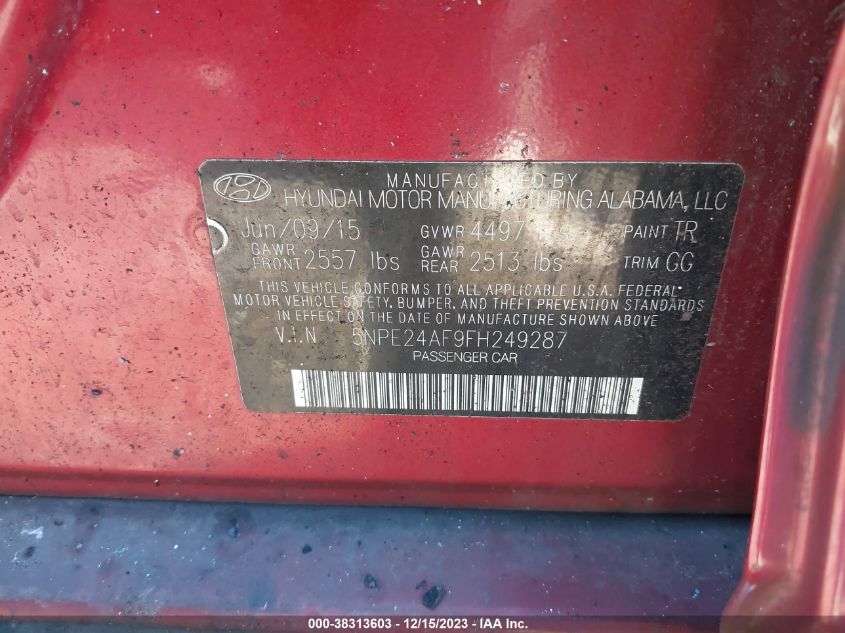 MANUFACTURED BY
HYUNDAI MOTOR MANUFACTURING ALABAMA, LLC
Jun/09/15 GVWR 4497 lbs PAINT TR
GAWR FRONT 2557 lbs GAWR REAR 2513 lbs TRIM GG
THIS VEHICLE CONFORMS TO ALL APPLICABLE U.S.A. FEDERAL
MOTOR VEHICLE SAFETY, BUMPER, AND THEFT PREVENTION STANDARDS
IN EFFECT ON THE DATE OF MANUFACTURE SHOWN ABOVE.
V.I.N 5NPE24AF9FH249287
PASSENGER CAR
000-38313603 - 12/15/2023 - IAA Inc.